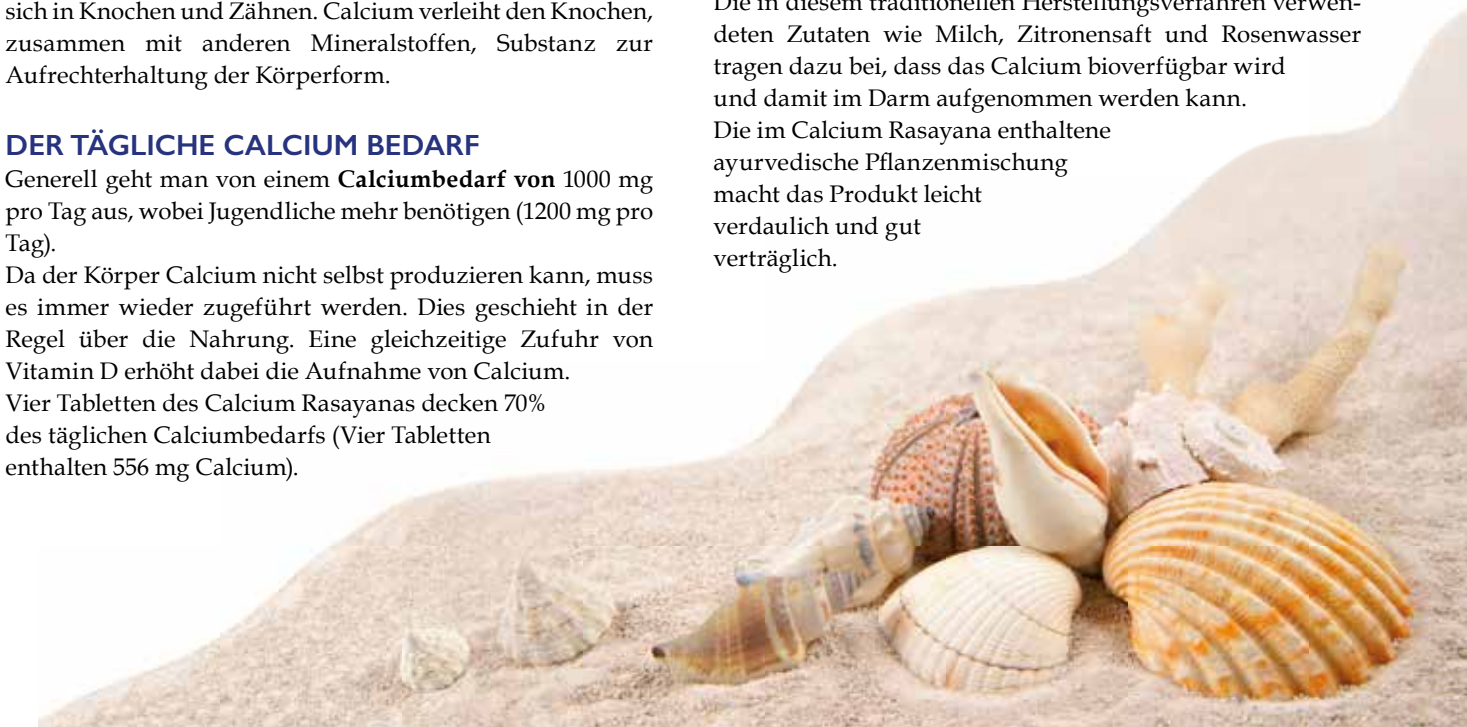 sich in Knochen und Zähnen. Calcium verleiht den Knochen,
zusammen mit anderen Mineralstoffen, Substanz zur
Aufrechterhaltung der Körperform.
DER TÄGLICHE CALCIUM BEDARF
Generell geht man von einem Calciumbedarf von 1000 mg
pro Tag aus, wobei Jugendliche mehr benötigen (1200 mg pro
Tag).
Da der Körper Calcium nicht selbst produzieren kann, muss
es immer wieder zugeführt werden. Dies geschieht in der
Regel über die Nahrung. Eine gleichzeitige Zufuhr von
Vitamin D erhöht dabei die Aufnahme von Calcium.
Vier Tabletten des Calcium Rasayanas decken 70%
des täglichen Calciumbedarfs (Vier Tabletten
enthalten 556 mg Calcium).
Die in diesem traditionellen Herstellungsverfahren verwen-
deten Zutaten wie Milch, Zitronensaft und Rosenwasser
tragen dazu bei, dass das Calcium bioverfügbar wird
und damit im Darm aufgenommen werden kann.
Die im Calcium Rasayana enthaltene
ayurvedische Pflanzenmischung
macht das Produkt leicht
verdaulich und gut
verträglich.